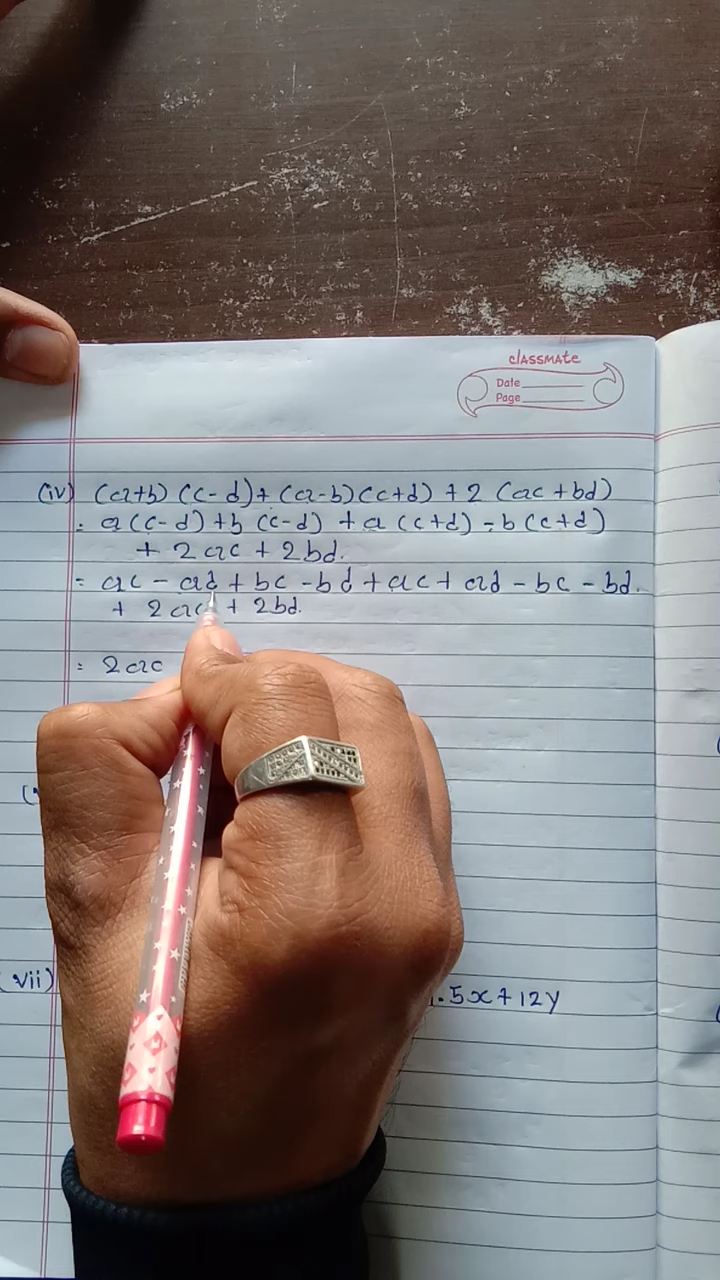 classmate
Date
Page
(iv) (a+b) (c-d)+ (a-b)(c+d) + 2 (ac + bd)
= a(c-d) + b (c-d) + a (c+d) - b (c+d)
+ 2ac + 2bd.
= ac - ad + bc - bd + ac + ad - bc - bd.
+ 2ac + 2bd.
= 2ac
(vii)
.5x + 12y